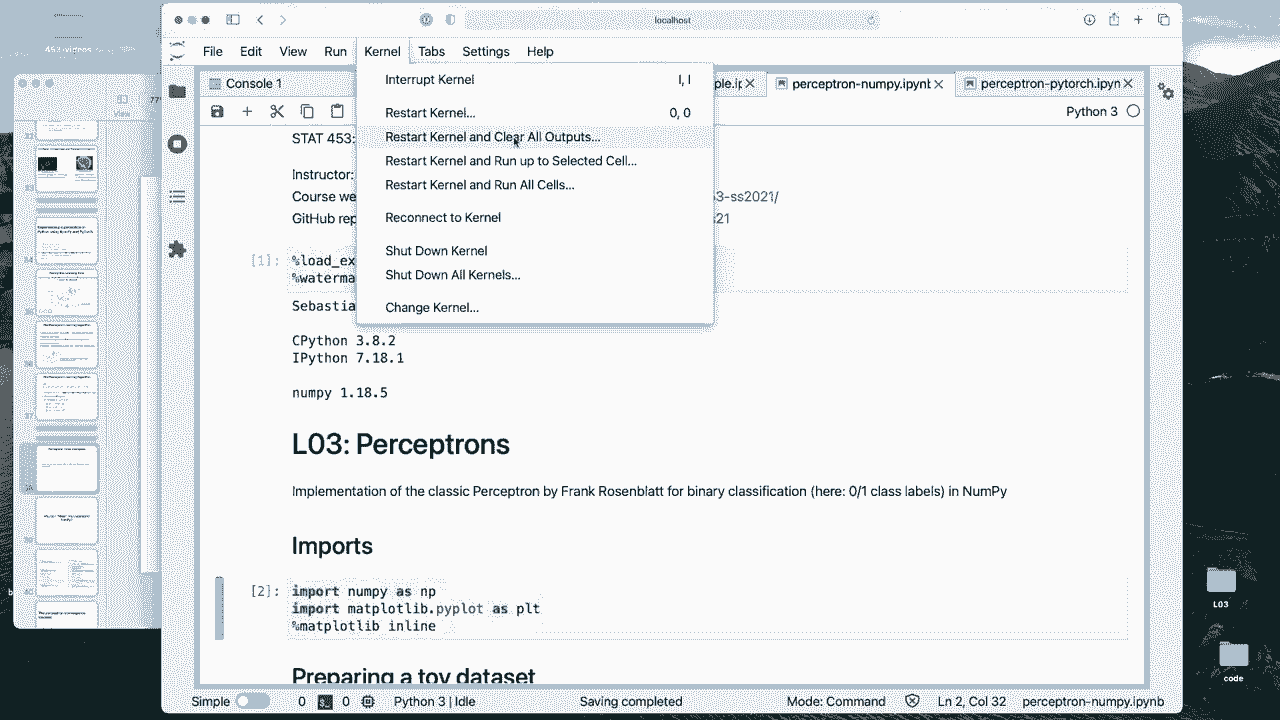 453-videos
localhost
File Edit View Run Kernel Tabs Settings Help
Console 1
ple.ip
perceptron-numpy.ipynb
perceptron-pytorch.ipyn
Python 3
Interrupt Kernel I, I
Restart Kernel... 0, 0
Restart Kernel and Clear All Outputs...
Restart Kernel and Run up to Selected Cell...
Restart Kernel and Run All Cells...
Reconnect to Kernel
Shut Down Kernel
Shut Down All Kernels...
Change Kernel...
STAT 453:
Instructor:
Course we
3-ss2021/
GitHub rep
21
[1]: %load_ex
%waterma
Sebastia
CPython 3.8.2
IPython 7.18.1
numpy 1.18.5
L03: Perceptrons
Implementation of the classic Perceptron by Frank Rosenblatt for binary classification (here: 0/1 class labels) in NumPy
Imports
[2]: import numpy as np
import matplotlib.pyplot as plt
%matplotlib inline
Preparing a toy dataset
Simple 0 0 Python 3 | Idle Saving completed Mode: Command Ln 2, Col 32 perceptron-numpy.ipynb
View
L03
code